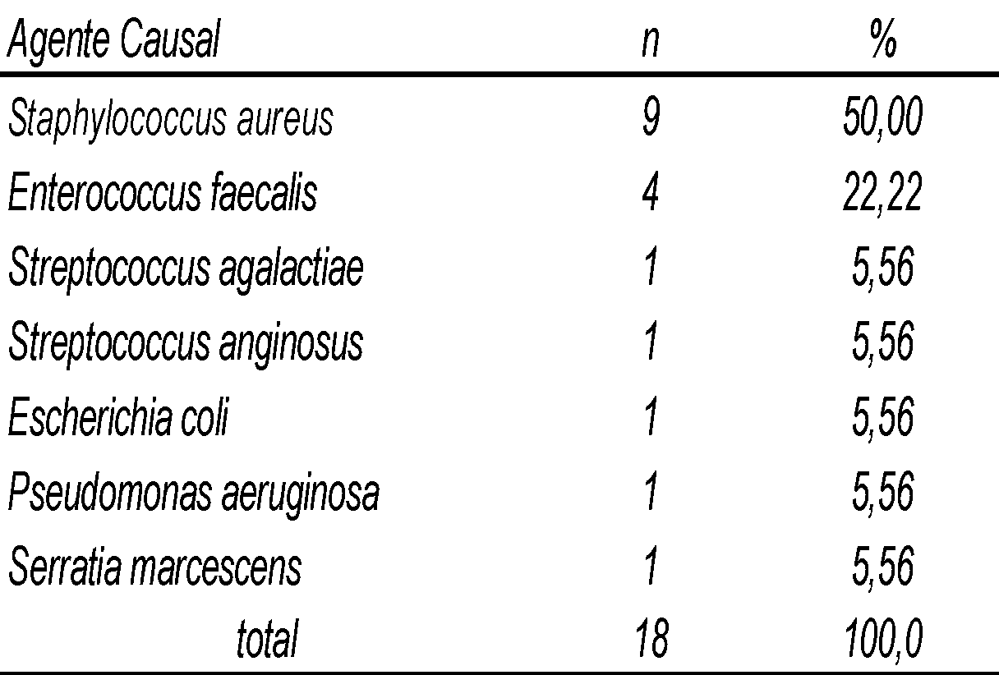 Agente Causal n %
Staphylococcus aureus 9 50,00
Enterococcus faecalis 4 22,22
Streptococcus agalactiae 1 5,56
Streptococcus anginosus 1 5,56
Escherichia coli 1 5,56
Pseudomonas aeruginosa 1 5,56
Serratia marcescens 1 5,56
total 18 100,0